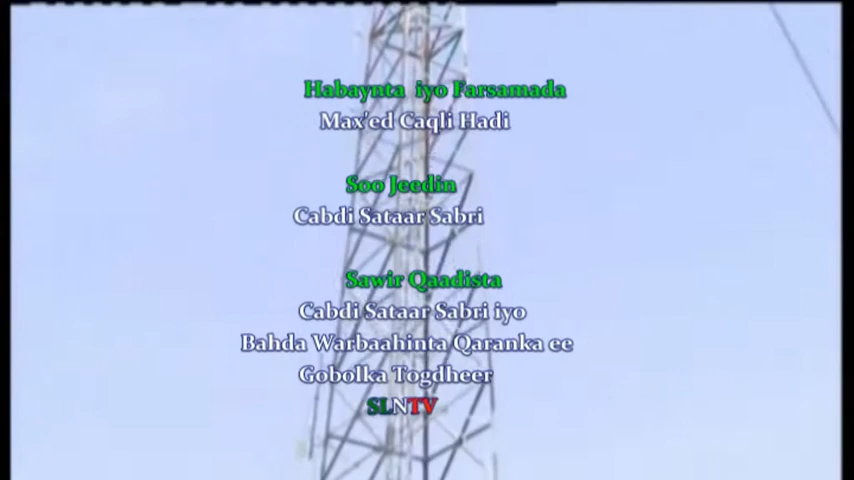 Habaynta iyo Farsamada
Max'ed Caqli Hadi
Soo Jeedin
Cabdi Sataar Sabri
Sawir Qaadista
Cabdi Sataar Sabri iyo
Bahda Warbaahinta Qaranka ee
Gobolka Togdheer
SLNTV